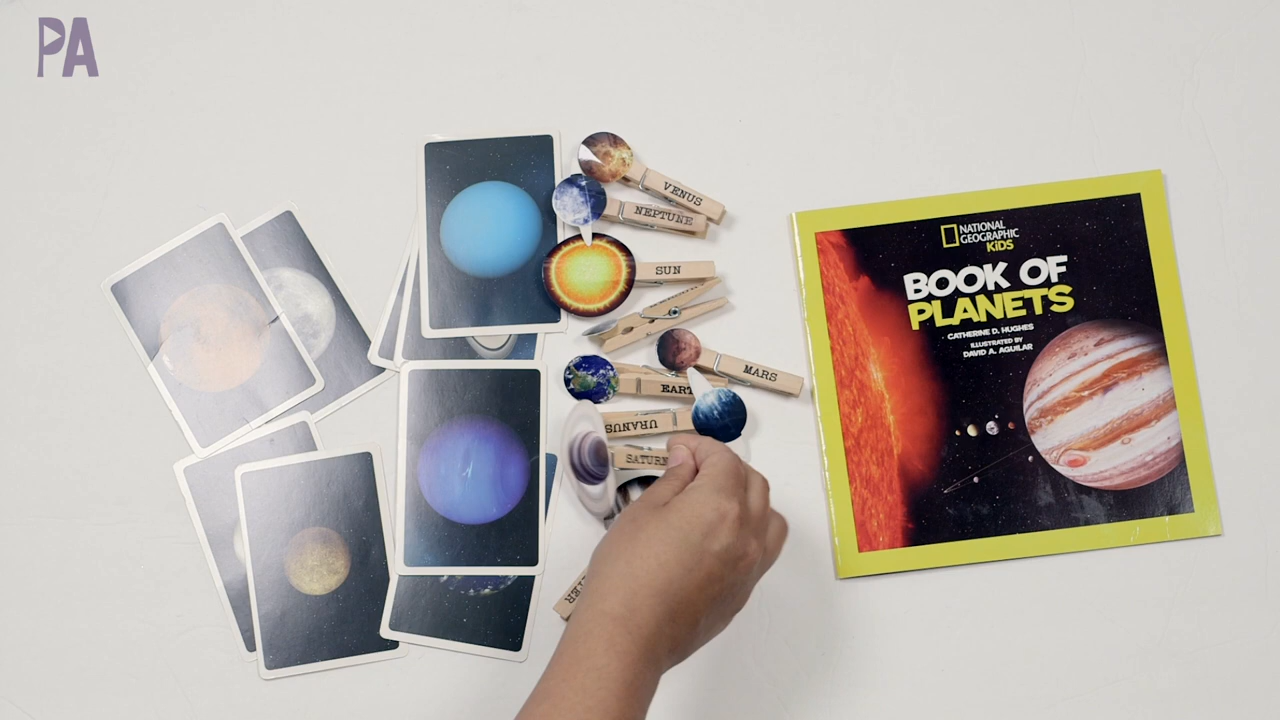 PA
VENUS
NEPTUNE
SUN
MARS
EARTH
URANUS
SATURN
NATIONAL
GEOGRAPHIC
KiDS
BOOK OF
PLANETS
CATHERINE D. HUGHES
ILLUSTRATED BY
DAVID A. AGUILAR